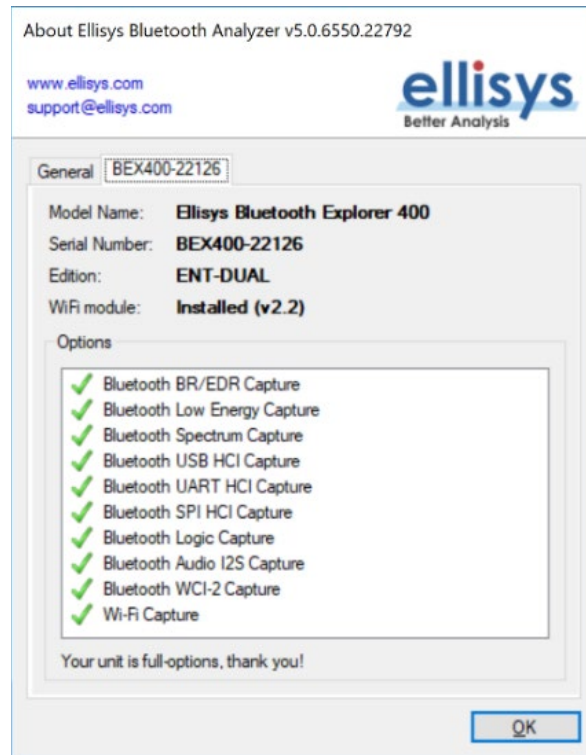 About Ellisys Bluetooth Analyzer v5.0.6550.22792
www.ellisys.com
support@ellisys.com
ellisys
Better Analysis
General BEX400-22126
Model Name: Ellisys Bluetooth Explorer 400
Serial Number: BEX400-22126
Edition: ENT-DUAL
WiFi module: Installed (v2.2)
Options
Bluetooth BR/EDR Capture
Bluetooth Low Energy Capture
Bluetooth Spectrum Capture
Bluetooth USB HCI Capture
Bluetooth UART HCI Capture
Bluetooth SPI HCI Capture
Bluetooth Logic Capture
Bluetooth Audio I2S Capture
Bluetooth WCI-2 Capture
Wi-Fi Capture
Your unit is full-options, thank you!
OK